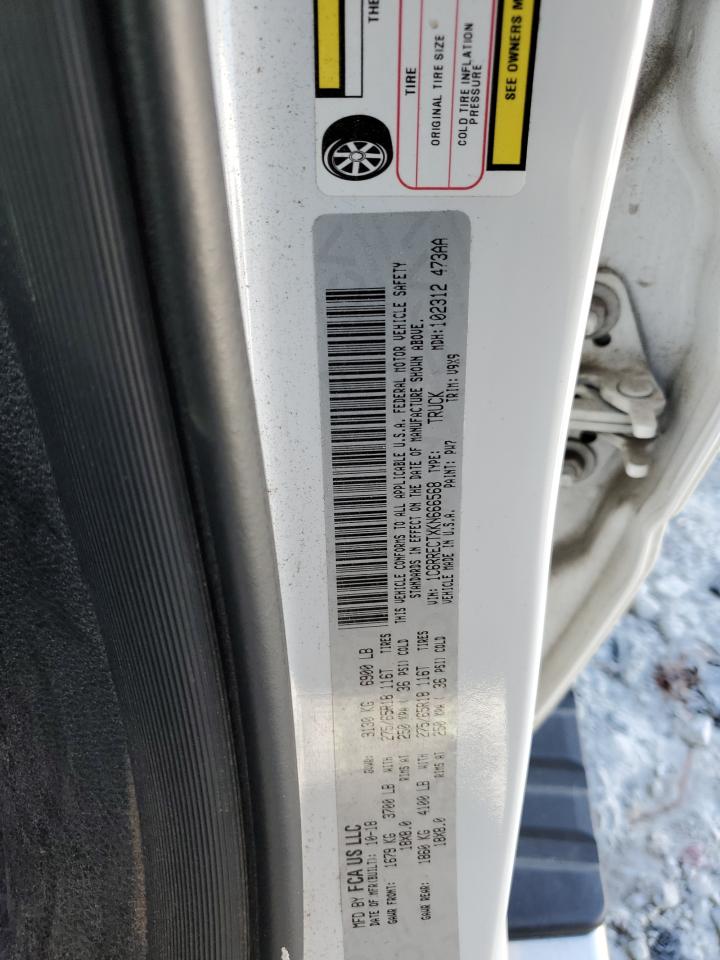 MFD BY FCA US LLC
DATE OF MFR(BUILT): 10-18 GVWR: 3130 KG 6900 LB
GAWR FRONT: 1679 KG 3700 LB WITH 275/65R18 116T TIRES
18X8.0 RIMS AT 250 KPA ( 36 PSI) COLD
GAWR REAR: 1860 KG 4100 LB WITH 275/65R18 116T TIRES
18X8.0 RIMS AT 250 KPA ( 36 PSI) COLD
THIS VEHICLE CONFORMS TO ALL APPLICABLE U.S.A. FEDERAL MOTOR VEHICLE SAFETY
STANDARDS IN EFFECT ON THE DATE OF MANUFACTURE SHOWN ABOVE.
VIN: 1C6RRECTXKN666568 TYPE: TRUCK MDH:102312 473AA
VEHICLE MADE IN U.S.A. PAINT: PW7 TRIM: V9X9
THE
TIRE
ORIGINAL TIRE SIZE
COLD TIRE INFLATION
PRESSURE
SEE OWNERS M